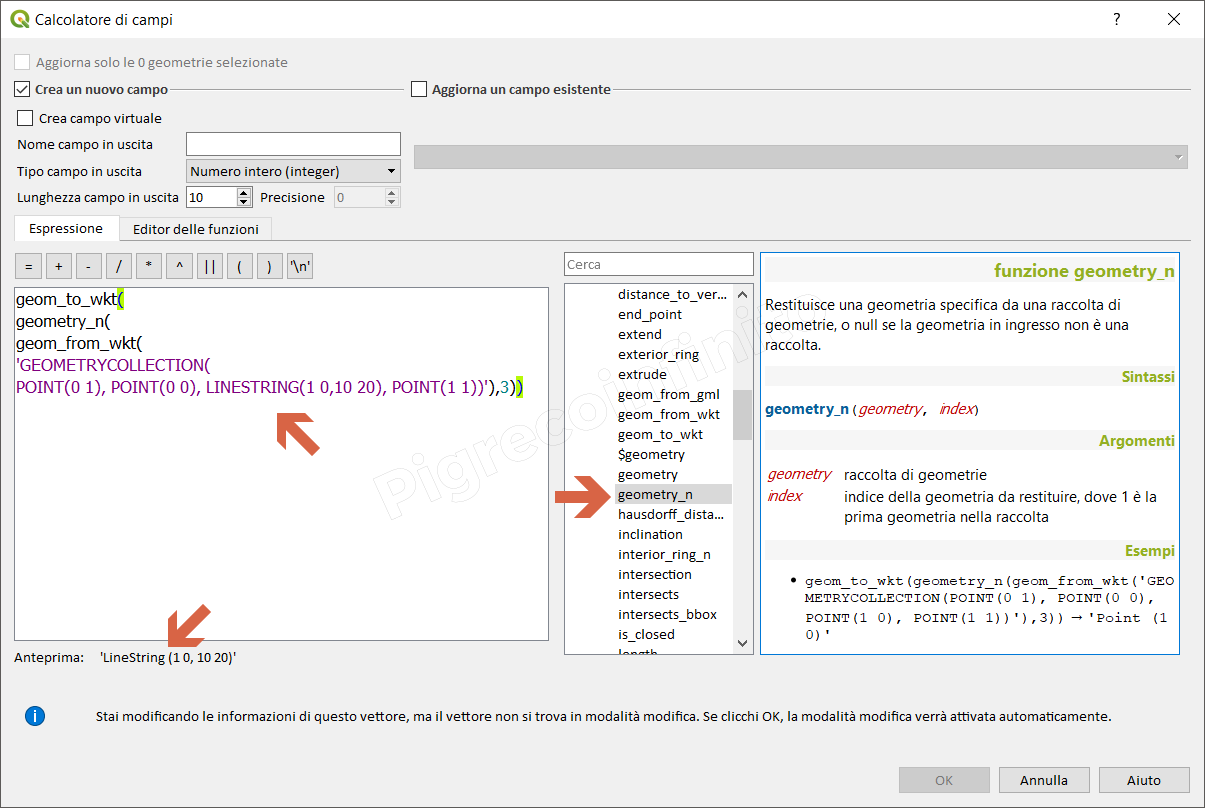 Calcolatore di campi
?
Aggiorna solo le 0 geometrie selezionate
Crea un nuovo campo
Aggiorna un campo esistente
Crea campo virtuale
Nome campo in uscita
Tipo campo in uscita
Numero intero (integer)
Lunghezza campo in uscita
10
Precisione
0
Espressione
Editor delle funzioni
=
+
-
/
*
^
||
(
)
'\n'
geom_to_wkt(
geometry_n(
geom_from_wkt(
'GEOMETRYCOLLECTION(
POINT(0 1), POINT(0 0), LINESTRING(1 0,10 20), POINT(1 1))'),3))
Anteprima:
'LineString (1 0, 10 20)'
Cerca
distance_to_ver...
end_point
extend
exterior_ring
extrude
geom_from_gml
geom_from_wkt
geom_to_wkt
$geometry
geometry
geometry_n
hausdorff_dista...
inclination
interior_ring_n
intersection
intersects
intersects_bbox
is_closed
length
funzione geometry_n
Restituisce una geometria specifica da una raccolta di
geometrie, o null se la geometria in ingresso non è una
raccolta.
Sintassi
geometry_n(geometry, index)
Argomenti
geometry raccolta di geometrie
index indice della geometria da restituire, dove 1 è la
prima geometria nella raccolta
Esempi
• geom_to_wkt(geometry_n(geom_from_wkt('GEO
METRYCOLLECTION(POINT(0 1), POINT(0 0),
POINT(1 0), POINT(1 1))'),3)) → 'Point (1
0)'
Stai modificando le informazioni di questo vettore, ma il vettore non si trova in modalità modifica. Se clicchi OK, la modalità modifica verrà attivata automaticamente.
OK
Annulla
Aiuto